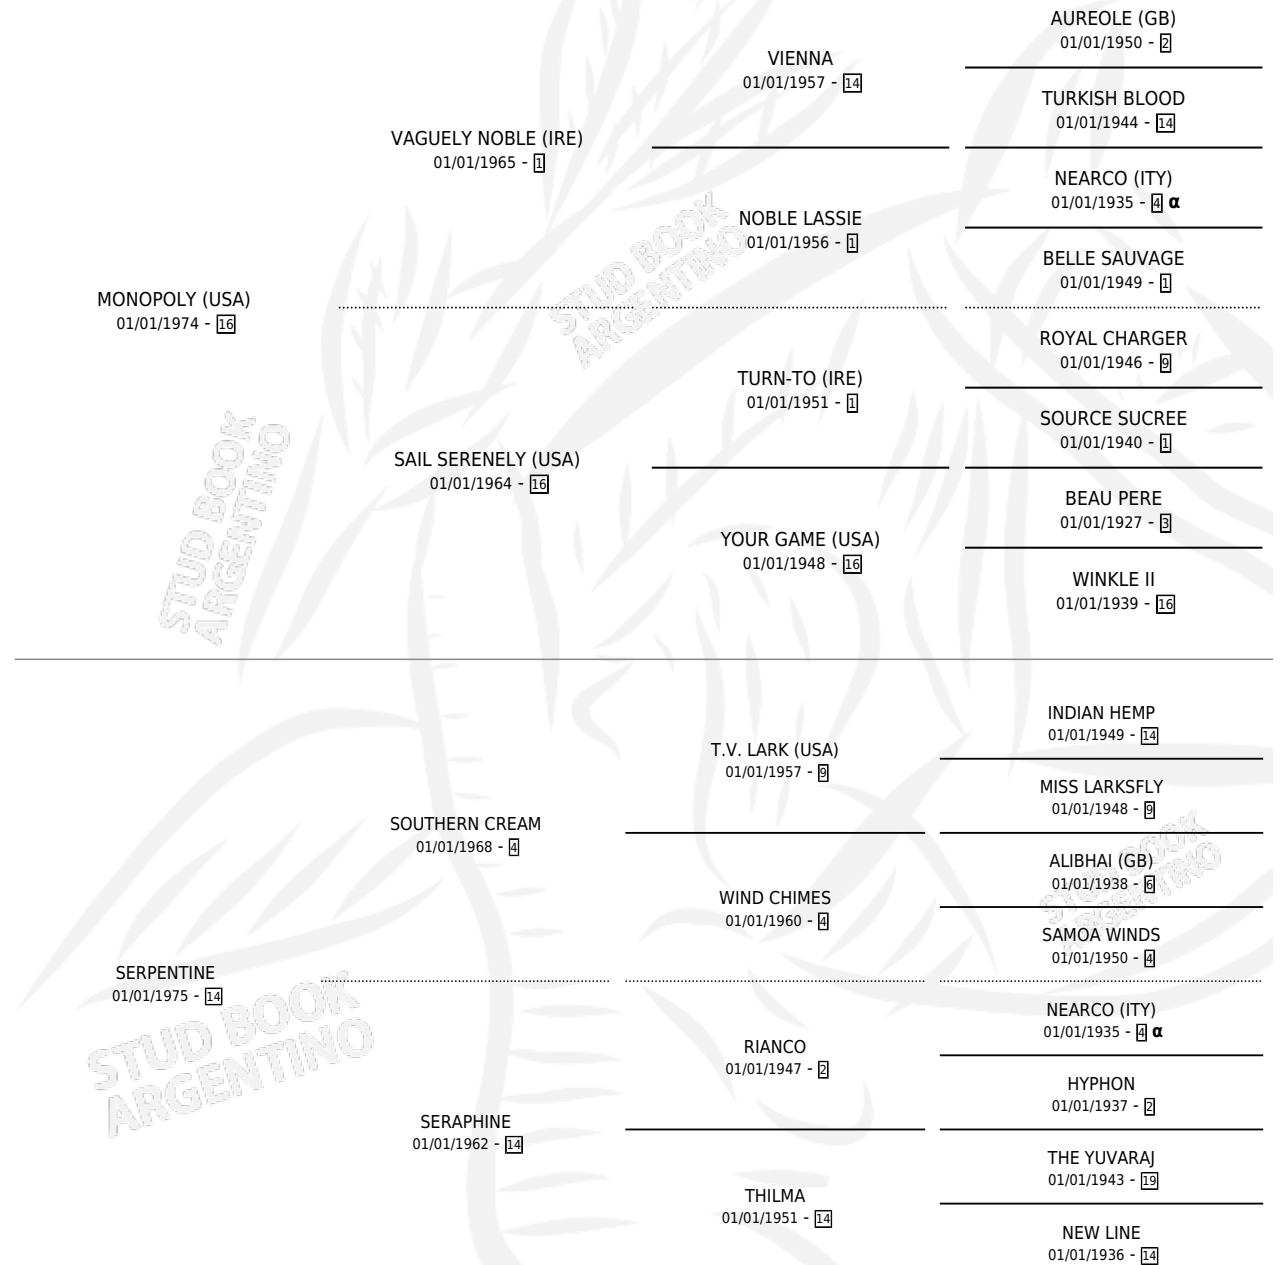 AUREOLE (GB)
01/01/1950 - 2
VIENNA
01/01/1957 - 14
TURKISH BLOOD
01/01/1944 - 14
VAGUELY NOBLE (IRE)
01/01/1965 - 1
NEARCO (ITY)
01/01/1935 - 4 α
NOBLE LASSIE
01/01/1956 - 1
BELLE SAUVAGE
01/01/1949 - 1
STUD BOOK
ARGENTINO
MONOPOLY (USA)
01/01/1974 - 16
ROYAL CHARGER
01/01/1946 - 9
TURN-TO (IRE)
01/01/1951 - 1
SOURCE SUCREE
01/01/1940 - 1
SAIL SERENELY (USA)
01/01/1964 - 16
BEAU PERE
01/01/1927 - 3
YOUR GAME (USA)
01/01/1948 - 16
WINKLE II
01/01/1939 - 16
STUD BOOK
ARGENTINO
INDIAN HEMP
01/01/1949 - 14
T.V. LARK (USA)
01/01/1957 - 9
MISS LARKSFLY
01/01/1948 - 9
SOUTHERN CREAM
01/01/1968 - 4
ALIBHAI (GB)
01/01/1938 - 6
WIND CHIMES
01/01/1960 - 4
SAMOA WINDS
01/01/1950 - 4
STUD BOOK
ARGENTINO
SERPENTINE
01/01/1975 - 14
NEARCO (ITY)
01/01/1935 - 4 α
RIANCO
01/01/1947 - 2
HYPHON
01/01/1937 - 2
SERAPHINE
01/01/1962 - 14
THE YUVARAJ
01/01/1943 - 19
THILMA
01/01/1951 - 14
NEW LINE
01/01/1936 - 14
STUD BOOK
ARGENTINO